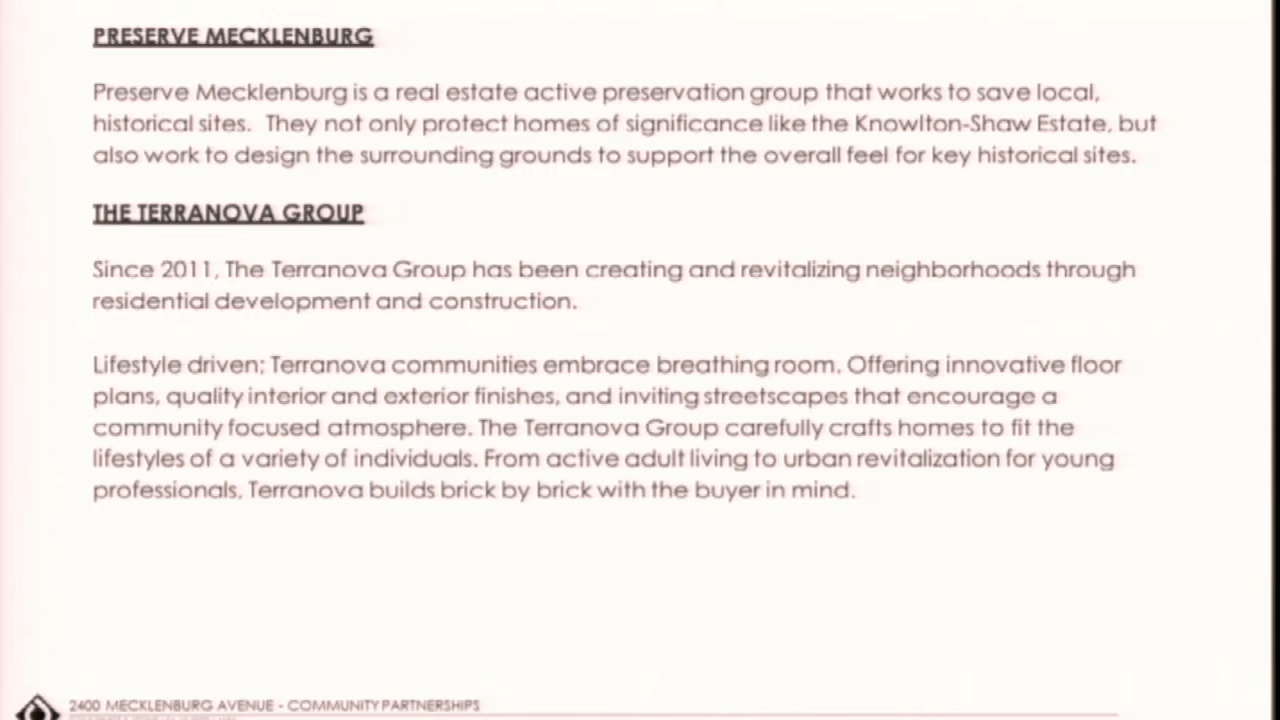 PRESERVE MECKLENBURG
Preserve Mecklenburg is a real estate active preservation group that works to save local,
historical sites.  They not only protect homes of significance like the Knowlton-Shaw Estate, but
also work to design the surrounding grounds to support the overall feel for key historical sites.
THE TERRANOVA GROUP
Since 2011, The Terranova Group has been creating and revitalizing neighborhoods through
residential development and construction.
Lifestyle driven; Terranova communities embrace breathing room. Offering innovative floor
plans, quality interior and exterior finishes, and inviting streetscapes that encourage a
community focused atmosphere. The Terranova Group carefully crafts homes to fit the
lifestyles of a variety of individuals. From active adult living to urban revitalization for young
professionals, Terranova builds brick by brick with the buyer in mind.
2400 MECKLENBURG AVENUE - COMMUNITY PARTNERSHIPS